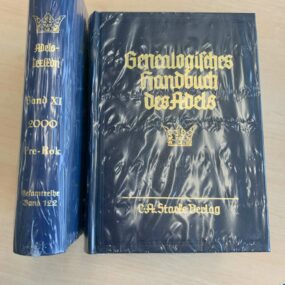 Adels-
Lexikon
Band XI
2000
Pre-Rok
Gesamtreihe
Band 122
Genealogisches
Handbuch
des Adels
C.A. Starke Verlag